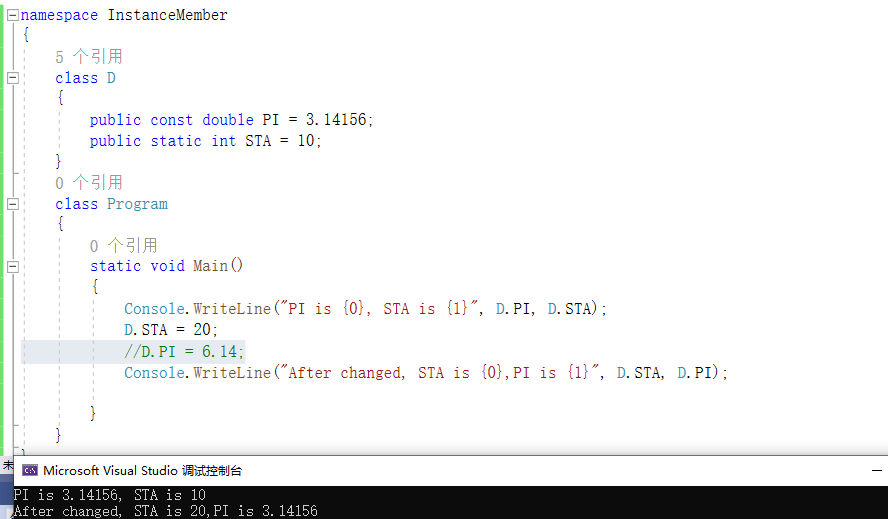 namespace InstanceMember
{
5 个引用
class D
{
public const double PI = 3.14156;
public static int STA = 10;
}
0 个引用
class Program
{
0 个引用
static void Main()
{
Console.WriteLine("PI is {0}, STA is {1}", D.PI, D.STA);
D.STA = 20;
//D.PI = 6.14;
Console.WriteLine("After changed, STA is {0},PI is {1}", D.STA, D.PI);
}
}
}
未
Microsoft Visual Studio 调试控制台
PI is 3.14156, STA is 10
After changed, STA is 20,PI is 3.14156